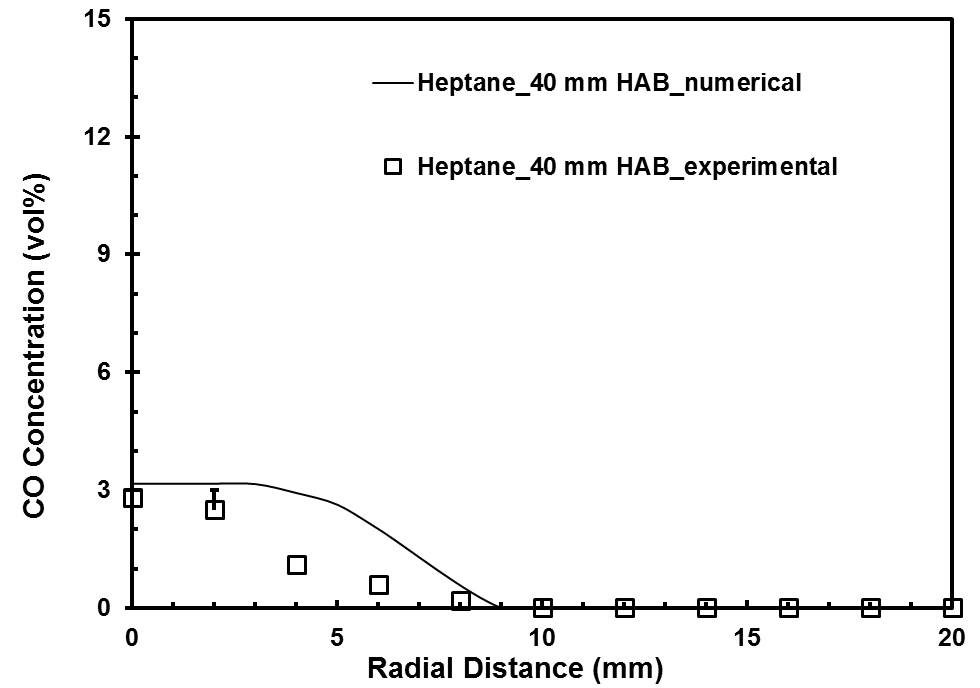 15
12
9
6
3
0
CO Concentration (vol%)
Heptane_40 mm HAB_numerical
Heptane_40 mm HAB_experimental
0 5 10 15 20
Radial Distance (mm)